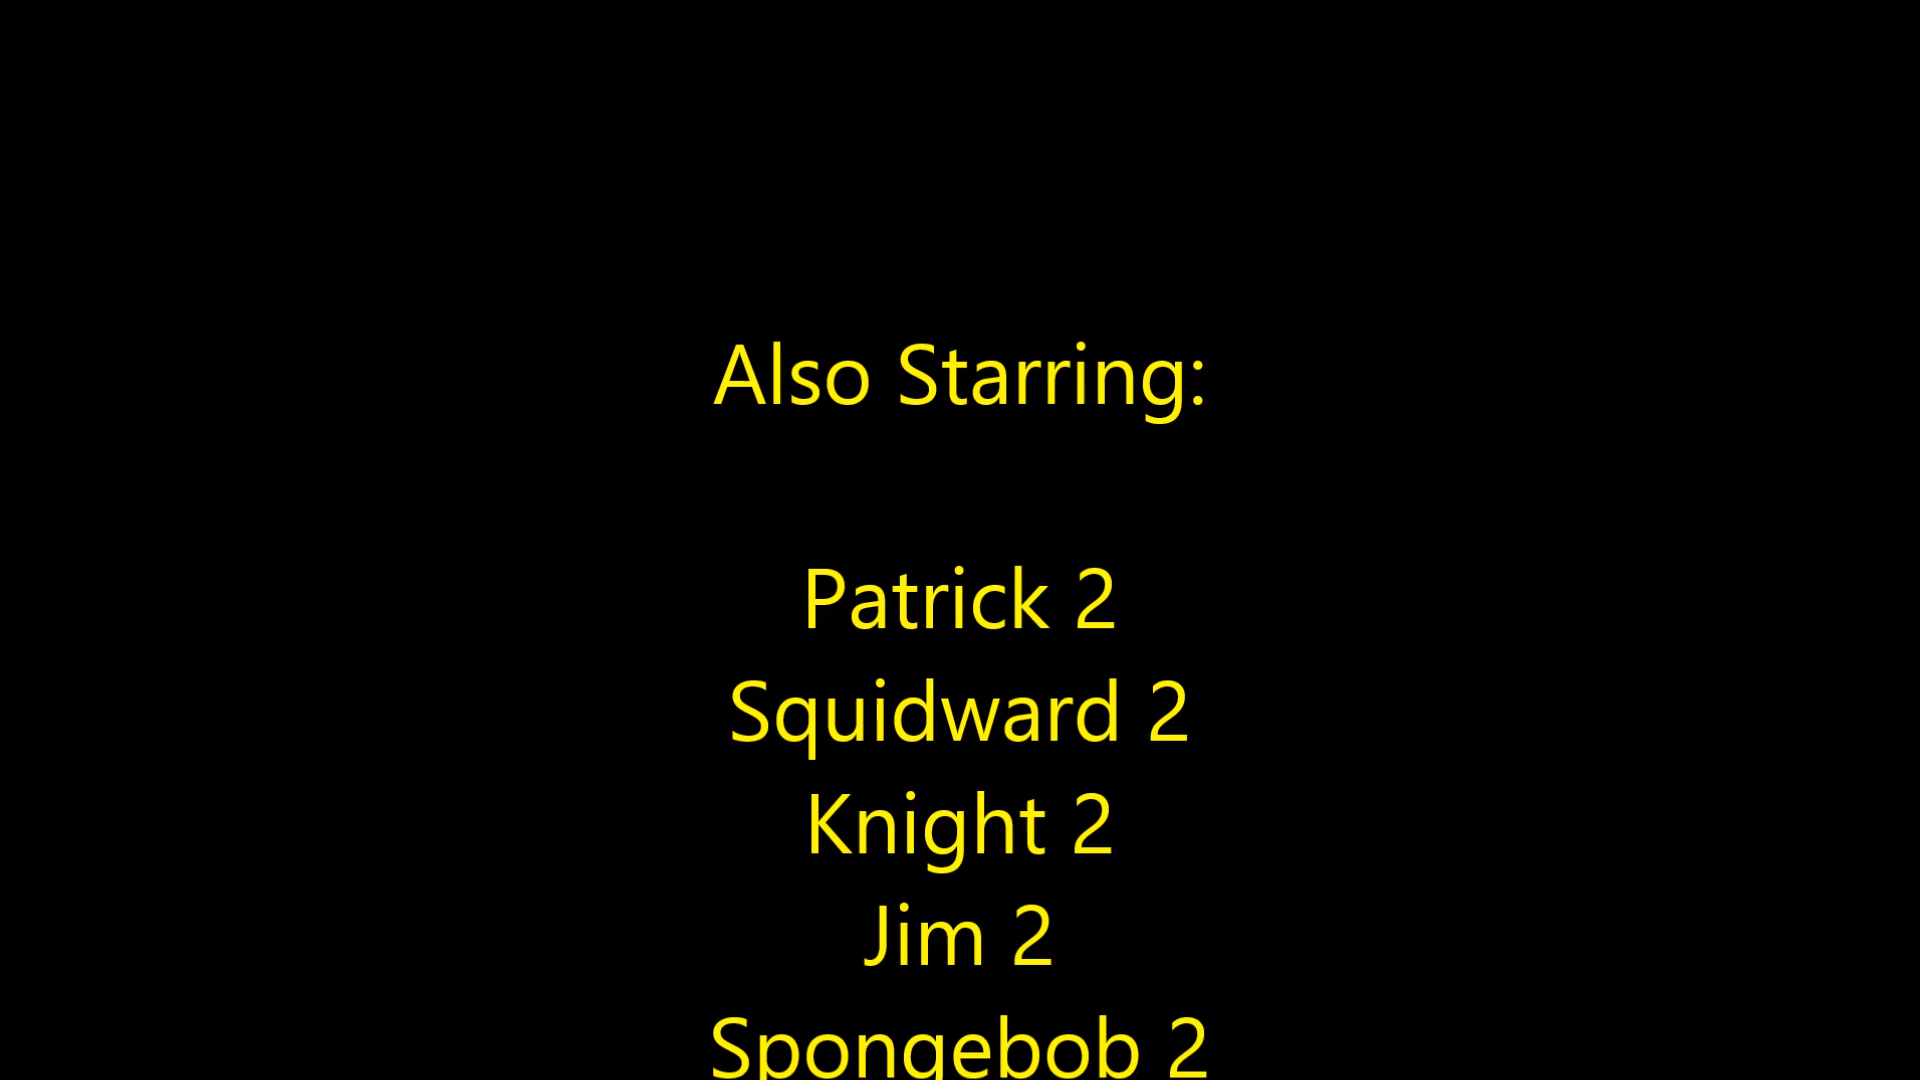 Also Starring:
Patrick 2
Squidward 2
Knight 2
Jim 2
Spongebob 2